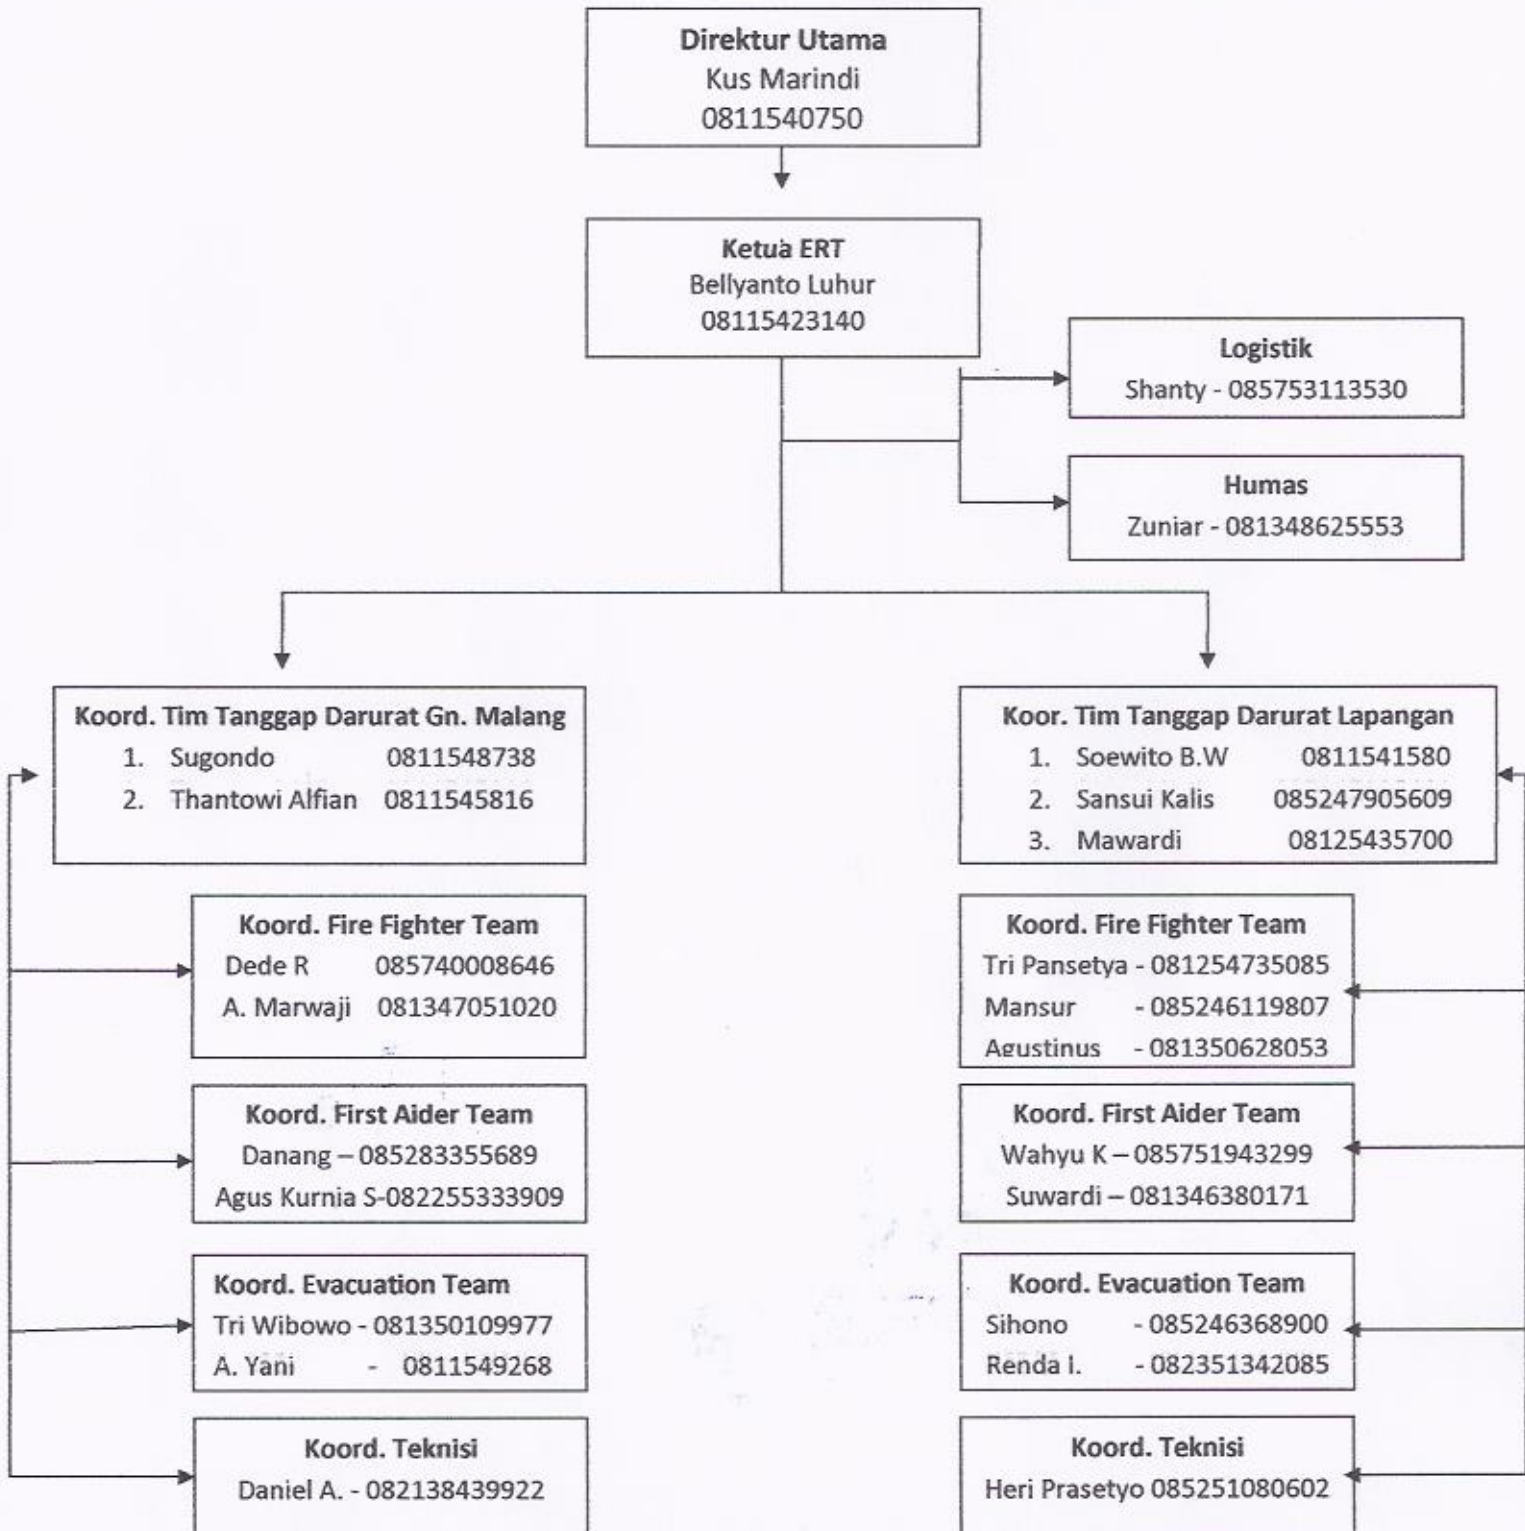 Direktur Utama
Kus Marindi
0811540750
Ketua ERT
Bellyanto Luhur
08115423140
Logistik
Shanty - 085753113530
Humas
Zuniar - 081348625553
Koord. Tim Tanggap Darurat Gn. Malang
1. Sugondo 0811548738
2. Thantowi Alfian 0811545816
Koor. Tim Tanggap Darurat Lapangan
1. Soewito B.W 0811541580
2. Sansui Kalis 085247905609
3. Mawardi 08125435700
Koord. Fire Fighter Team
Dede R 085740008646
A. Marwaji 081347051020
Koord. Fire Fighter Team
Tri Pansetya - 081254735085
Mansur - 085246119807
Agustinus - 081350628053
Koord. First Aider Team
Danang – 085283355689
Agus Kurnia S-082255333909
Koord. First Aider Team
Wahyu K – 085751943299
Suwardi – 081346380171
Koord. Evacuation Team
Tri Wibowo - 081350109977
A. Yani - 0811549268
Koord. Evacuation Team
Sihono - 085246368900
Renda I. - 082351342085
Koord. Teknisi
Daniel A. - 082138439922
Koord. Teknisi
Heri Prasetyo 085251080602